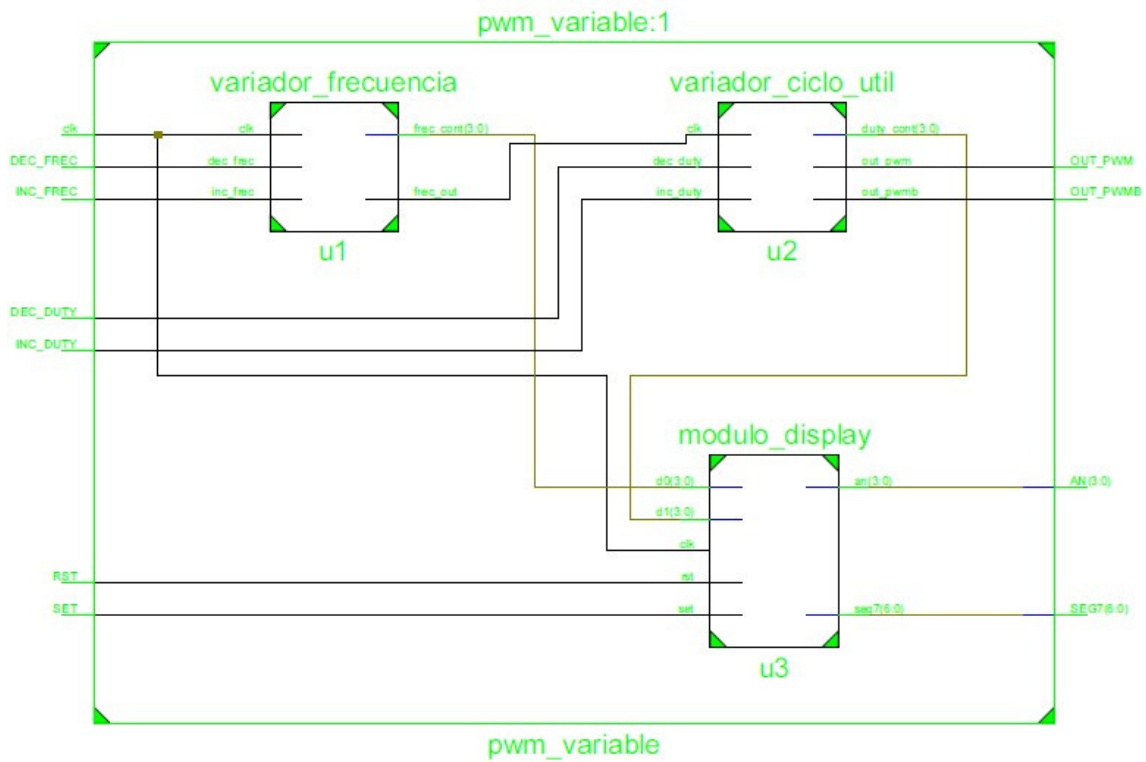 pwm_variable:1
variador_frecuencia
variador_ciclo_util
clk
clk
frec_cont(3:0)
clk
duty_cont(3:0)
DEC_FREC
dec_frec
dec_duty
out_pwm
OUT_PWM
INC_FREC
inc_frec
frec_out
inc_duty
out_pwmb
OUT_PWMB
u1
u2
DEC_DUTY
INC_DUTY
modulo_display
d0(3:0)
an(3:0)
AN(3:0)
d1(3:0)
clk
RST
rst
SET
set
seg7(6:0)
SEG7(6:0)
u3
pwm_variable